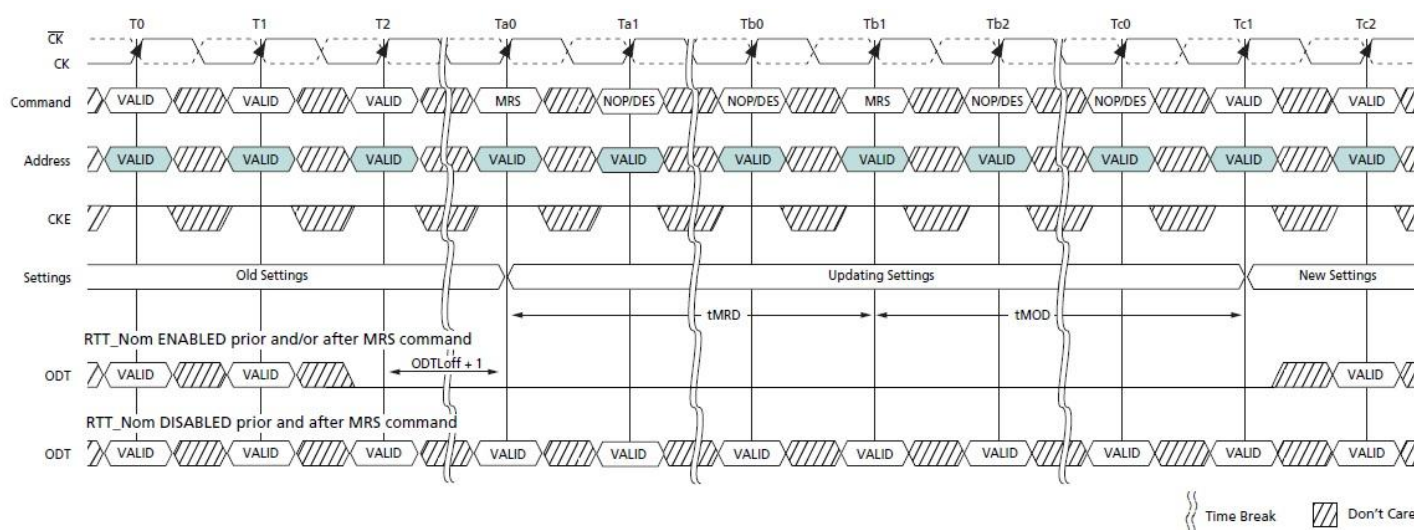 T0 T1 T2 Ta0 Ta1 Tb0 Tb1 Tb2 Tc0 Tc1 Tc2
CK
CK
Command VALID VALID VALID MRS NOP/DES NOP/DES MRS NOP/DES NOP/DES VALID VALID
Address VALID VALID VALID VALID VALID VALID VALID VALID VALID VALID VALID
CKE
Settings Old Settings Updating Settings New Settings
tMRD tMOD
RTT_Nom ENABLED prior and/or after MRS command
ODTLoff + 1
ODT VALID VALID VALID
RTT_Nom DISABLED prior and after MRS command
ODT VALID VALID VALID VALID VALID VALID VALID VALID VALID VALID VALID
Time Break Don't Care